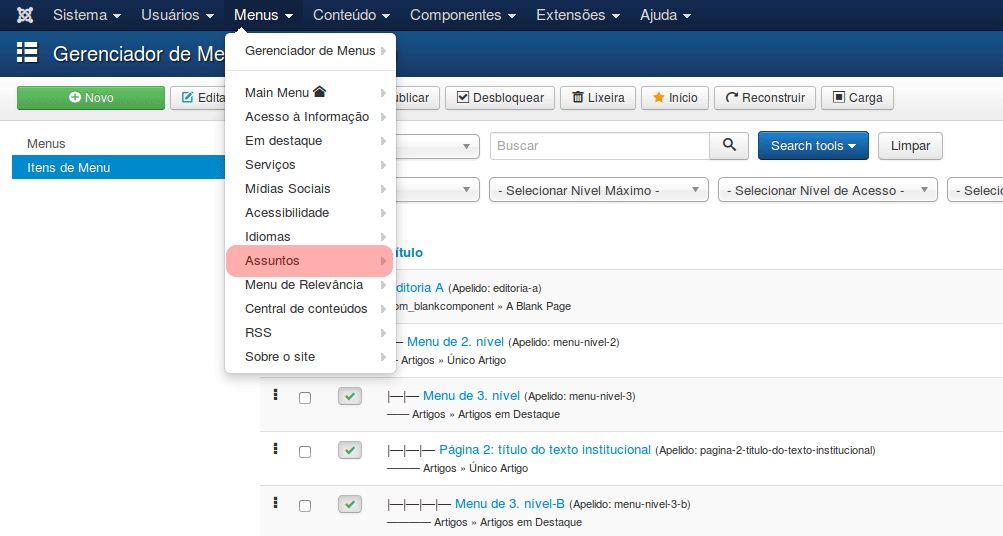 Sistema Usuários Menus Conteúdo Componentes Extensões Ajuda
Gerenciador de Me
Novo Edita ublicar Desbloquear Lixeira Início Reconstruir Carga
Gerenciador de Menus
Main Menu
Acesso à Informação
Em destaque
Serviços
Mídias Sociais
Acessibilidade
Idiomas
Assuntos
Menu de Relevância
Central de conteúdos
RSS
Sobre o site
Menus
Itens de Menu
Buscar Search tools Limpar
- Selecionar Nível Máximo - - Selecionar Nível de Acesso - - Seleci
ítulo
ditoria A (Apelido: editoria-a)
om_blankcomponent » A Blank Page
— Menu de 2. nível (Apelido: menu-nivel-2)
- Artigos » Único Artigo
|—|— Menu de 3. nível (Apelido: menu-nivel-3)
—— Artigos » Artigos em Destaque
|—|—|— Página 2: título do texto institucional (Apelido: pagina-2-titulo-do-texto-institucional)
——— Artigos » Único Artigo
|—|—|—|— Menu de 3. nível-B (Apelido: menu-nivel-3-b)
———— Artigos » Artigos em Destaque